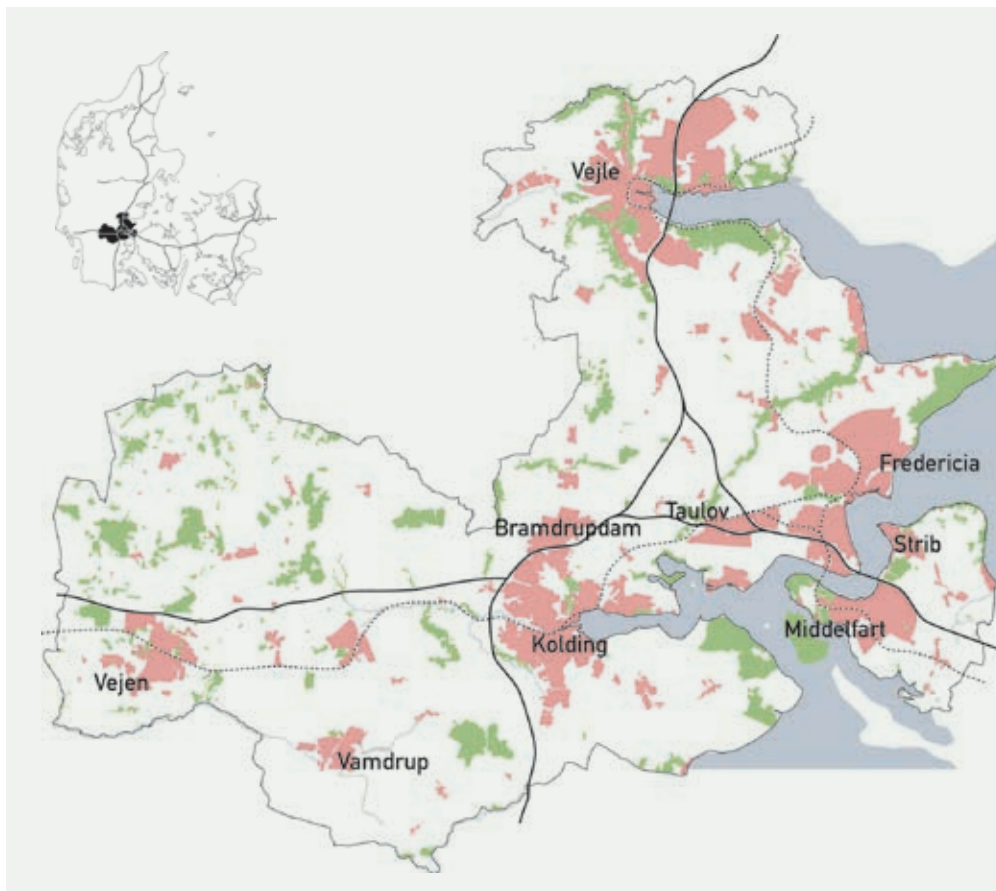 Vejle
Fredericia
Taulov
Bramdrupdam
Strib
Middelfart
Kolding
Vejen
Vamdrup